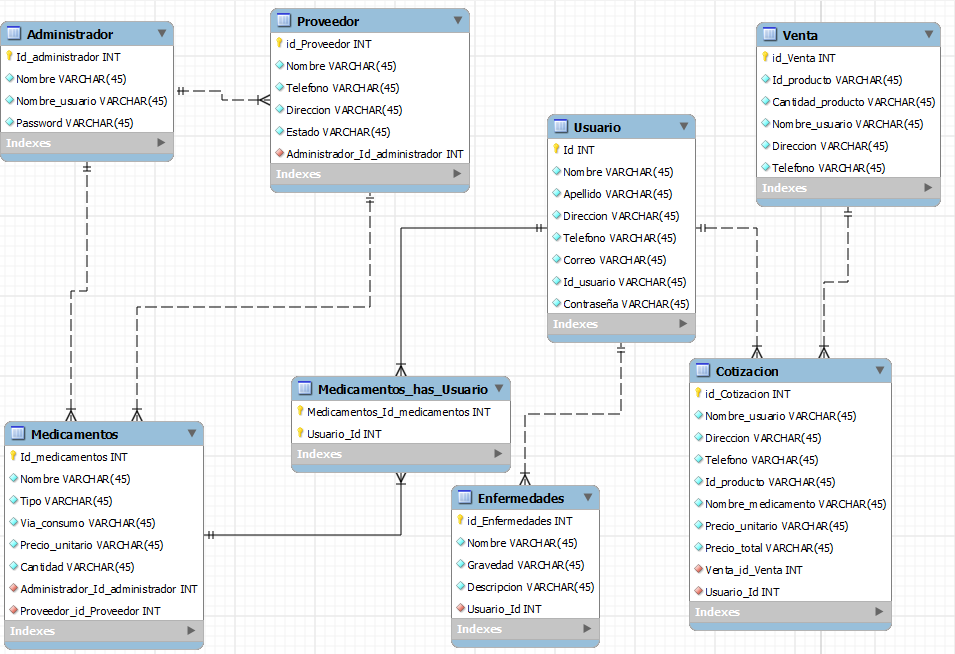 Administrador
Id_administrador INT
Nombre VARCHAR(45)
Nombre_usuario VARCHAR(45)
Password VARCHAR(45)
Indexes
Proveedor
id_Proveedor INT
Nombre VARCHAR(45)
Telefono VARCHAR(45)
Direccion VARCHAR(45)
Estado VARCHAR(45)
Administrador_Id_administrador INT
Indexes
Usuario
Id INT
Nombre VARCHAR(45)
Apellido VARCHAR(45)
Direccion VARCHAR(45)
Telefono VARCHAR(45)
Correo VARCHAR(45)
Id_usuario VARCHAR(45)
Contraseña VARCHAR(45)
Indexes
Venta
id_Venta INT
Id_producto VARCHAR(45)
Cantidad_producto VARCHAR(45)
Nombre_usuario VARCHAR(45)
Direccion VARCHAR(45)
Telefono VARCHAR(45)
Indexes
Medicamentos
Id_medicamentos INT
Nombre VARCHAR(45)
Tipo VARCHAR(45)
Via_consumo VARCHAR(45)
Precio_unitario VARCHAR(45)
Cantidad VARCHAR(45)
Administrador_Id_administrador INT
Proveedor_id_Proveedor INT
Indexes
Medicamentos_has_Usuario
Medicamentos_Id_medicamentos INT
Usuario_Id INT
Indexes
Enfermedades
id_Enfermedades INT
Nombre VARCHAR(45)
Gravedad VARCHAR(45)
Descripcion VARCHAR(45)
Usuario_Id INT
Indexes
Cotizacion
id_Cotizacion INT
Nombre_usuario VARCHAR(45)
Direccion VARCHAR(45)
Telefono VARCHAR(45)
Id_producto VARCHAR(45)
Nombre_medicamento VARCHAR(45)
Precio_unitario VARCHAR(45)
Precio_total VARCHAR(45)
Venta_id_Venta INT
Usuario_Id INT
Indexes